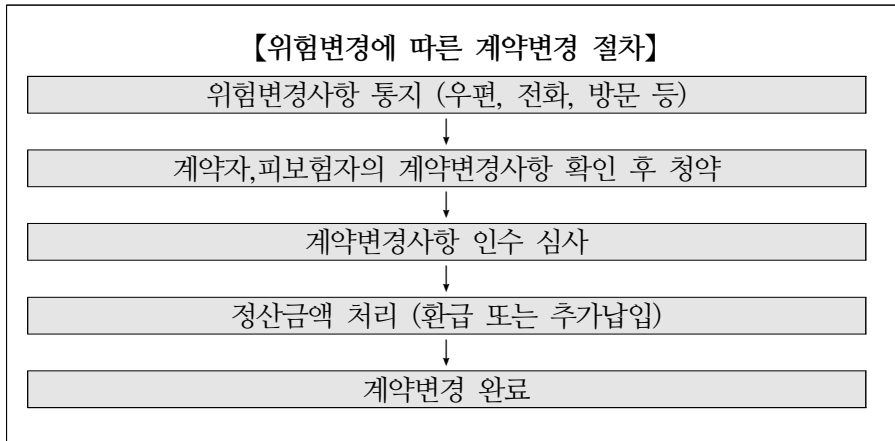 【위험변경에 따른 계약변경 절차】
위험변경사항 통지 (우편, 전화, 방문 등)
계약자,피보험자의 계약변경사항 확인 후 청약
계약변경사항 인수 심사
정산금액 처리 (환급 또는 추가납입)
계약변경 완료